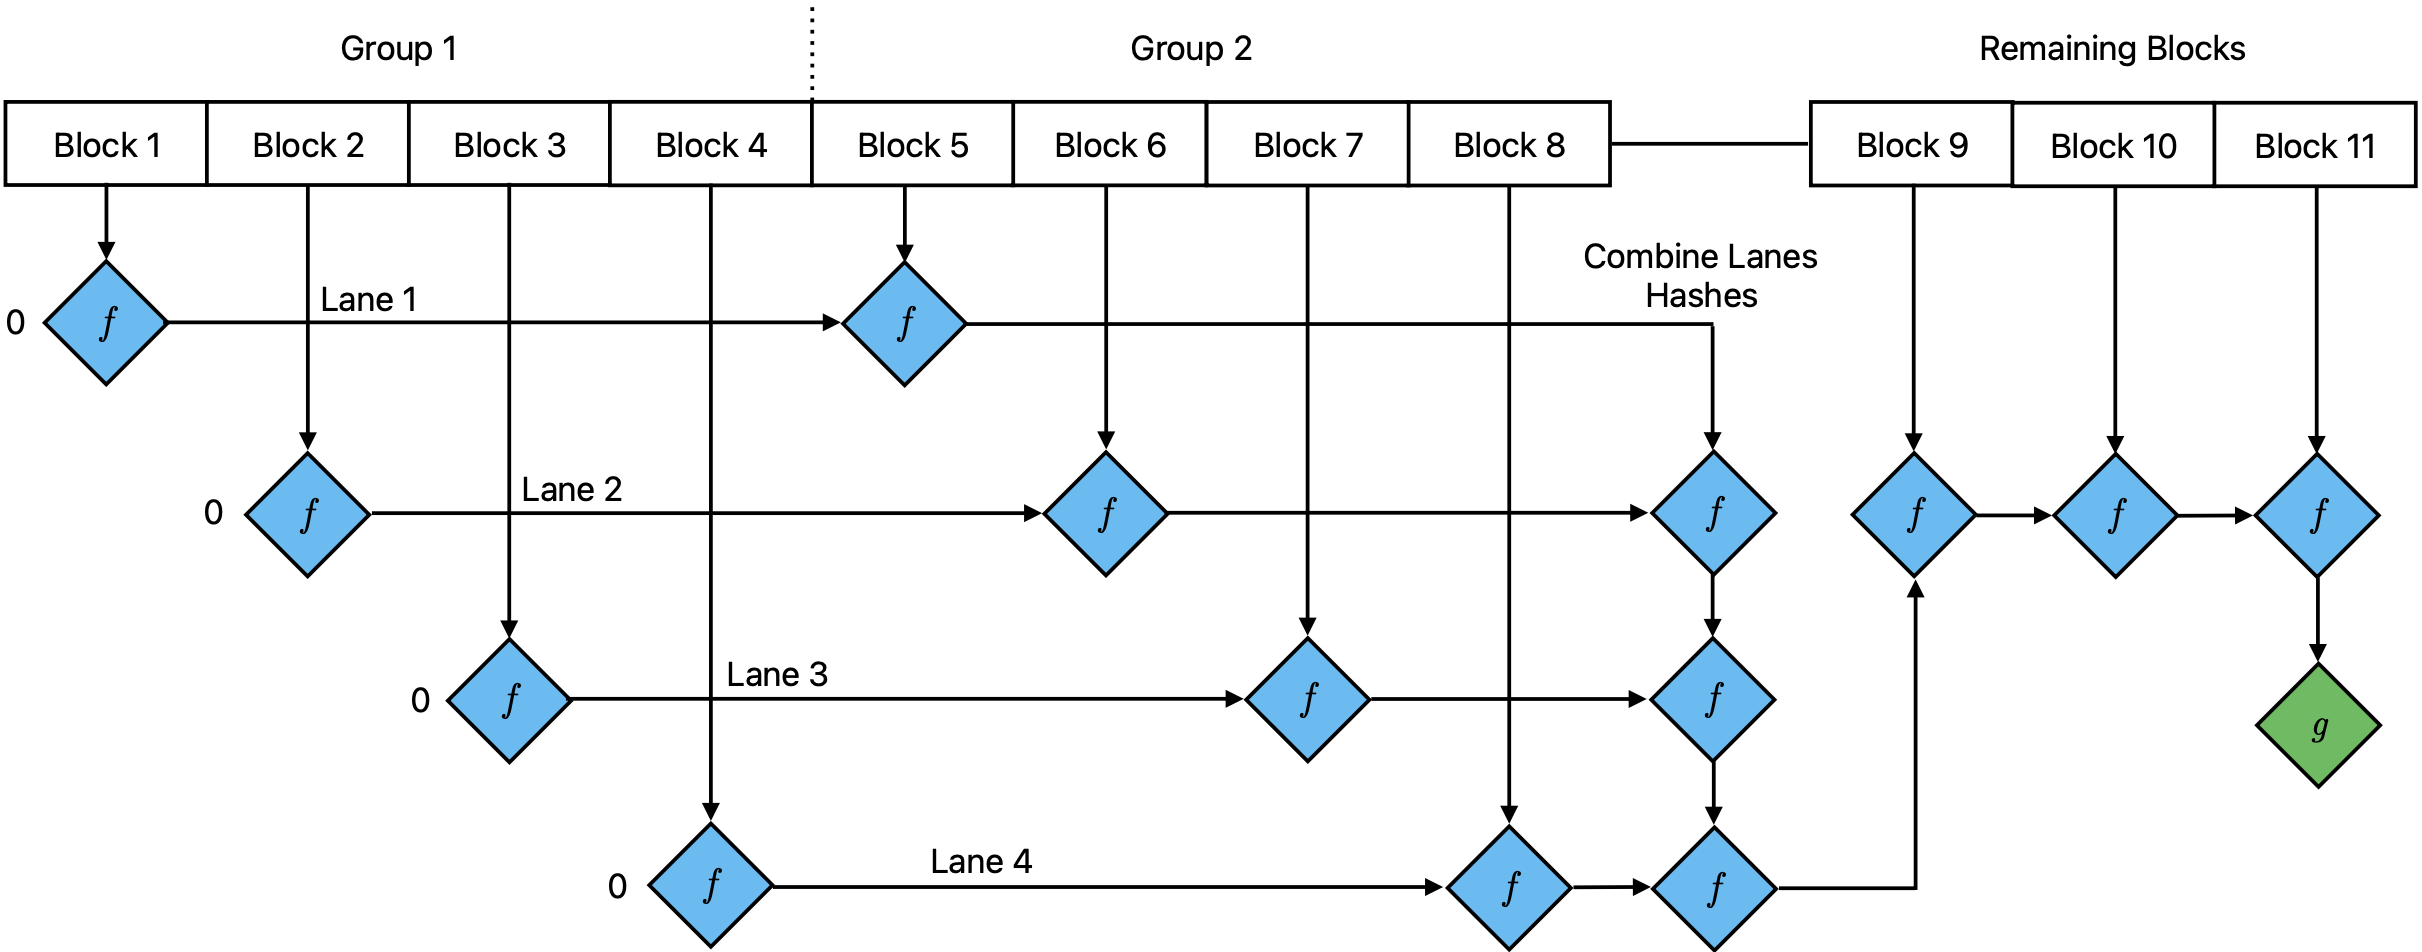 Group 1
Group 2
Remaining Blocks
Block 1
Block 2
Block 3
Block 4
Block 5
Block 6
Block 7
Block 8
Block 9
Block 10
Block 11
Combine Lanes
Hashes
0
f
Lane 1
f
0
f
Lane 2
f
f
f
f
f
0
f
Lane 3
f
f
g
0
f
Lane 4
f
f